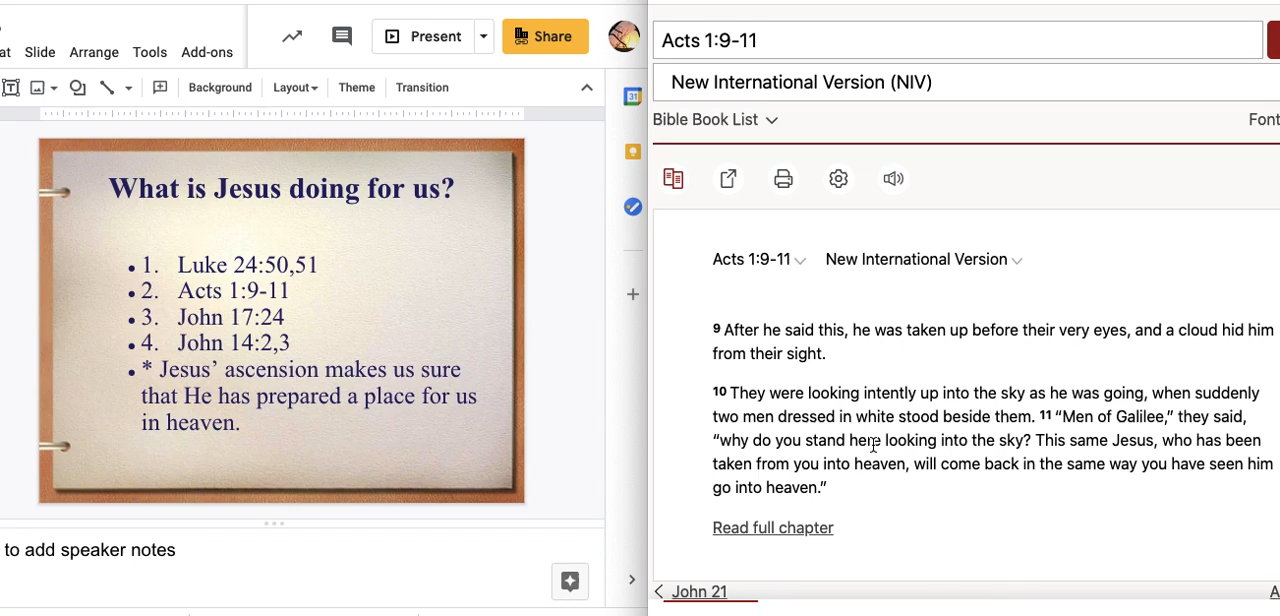 at Slide Arrange Tools Add-ons
Present
Share
Background Layout Theme Transition
31
What is Jesus doing for us?
• 1. Luke 24:50,51
• 2. Acts 1:9-11
• 3. John 17:24
• 4. John 14:2,3
• * Jesus’ ascension makes us sure
that He has prepared a place for us
in heaven.
to add speaker notes
Acts 1:9-11
New International Version (NIV)
Bible Book List
Font
Acts 1:9-11 New International Version
9 After he said this, he was taken up before their very eyes, and a cloud hid him
from their sight.
10 They were looking intently up into the sky as he was going, when suddenly
two men dressed in white stood beside them. 11 “Men of Galilee,” they said,
“why do you stand here looking into the sky? This same Jesus, who has been
taken from you into heaven, will come back in the same way you have seen him
go into heaven.”
Read full chapter
John 21
A